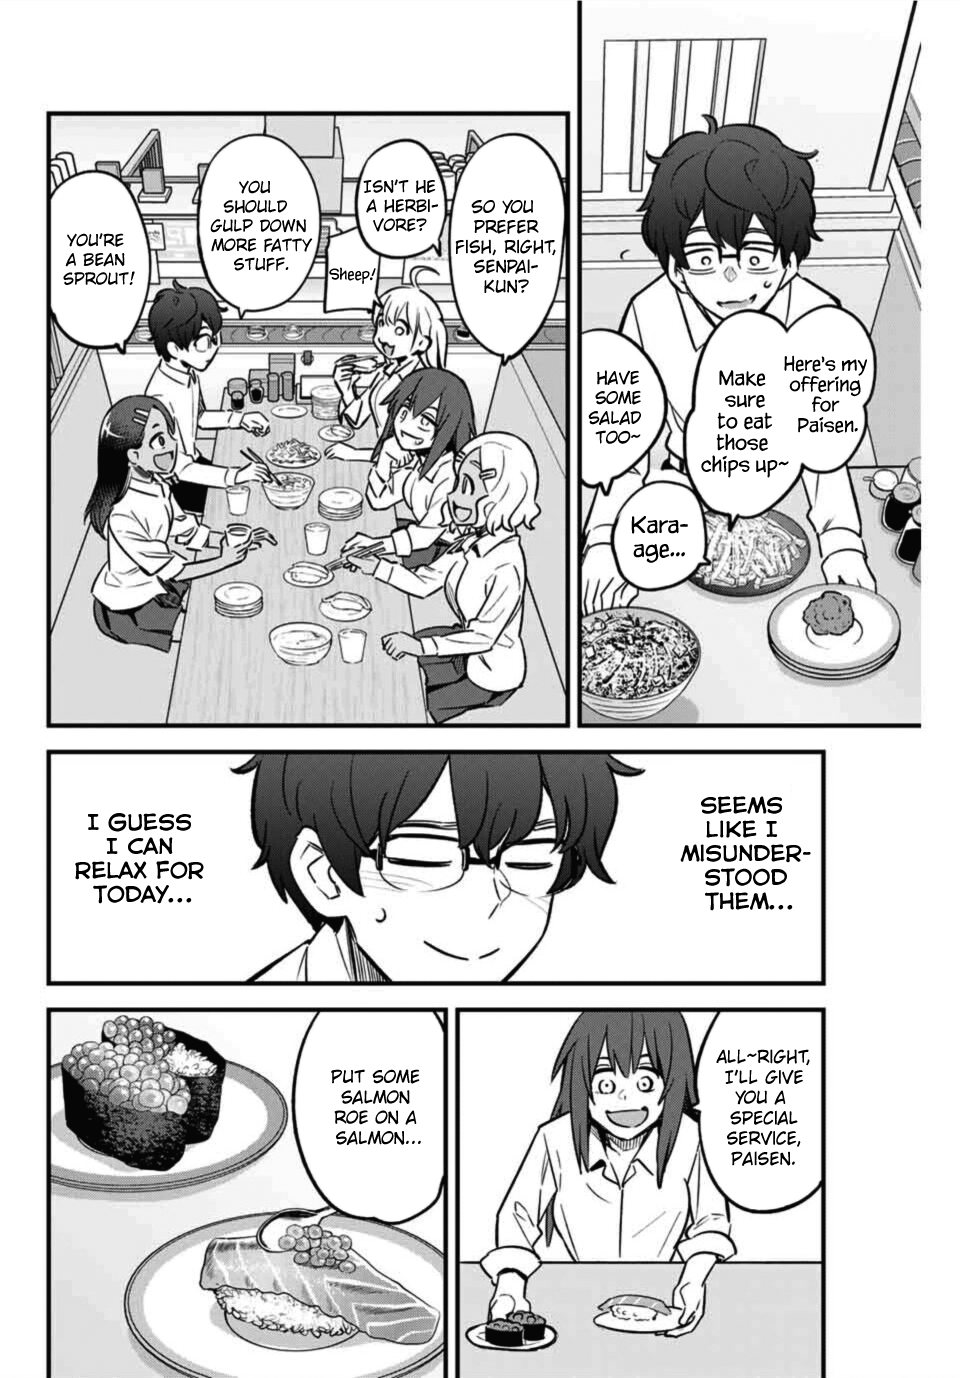 Here's my
offering
for
Paisen.
Make
sure
to eat
those
chips up~
HAVE
SOME
SALAD
TOO~
Kara-
age...
SO YOU
PREFER
FISH, RIGHT,
SENPAI-
KUN?
ISN'T HE
A HERBI-
VORE?
Sheep!
YOU
SHOULD
GULP DOWN
MORE FATTY
STUFF.
YOU'RE
A BEAN
SPROUT!
SEEMS
LIKE I
MISUNDER-
STOOD
THEM...
I GUESS
I CAN
RELAX FOR
TODAY...
ALL~RIGHT,
I'LL GIVE
YOU A
SPECIAL
SERVICE,
PAISEN.
PUT SOME
SALMON
ROE ON A
SALMON...